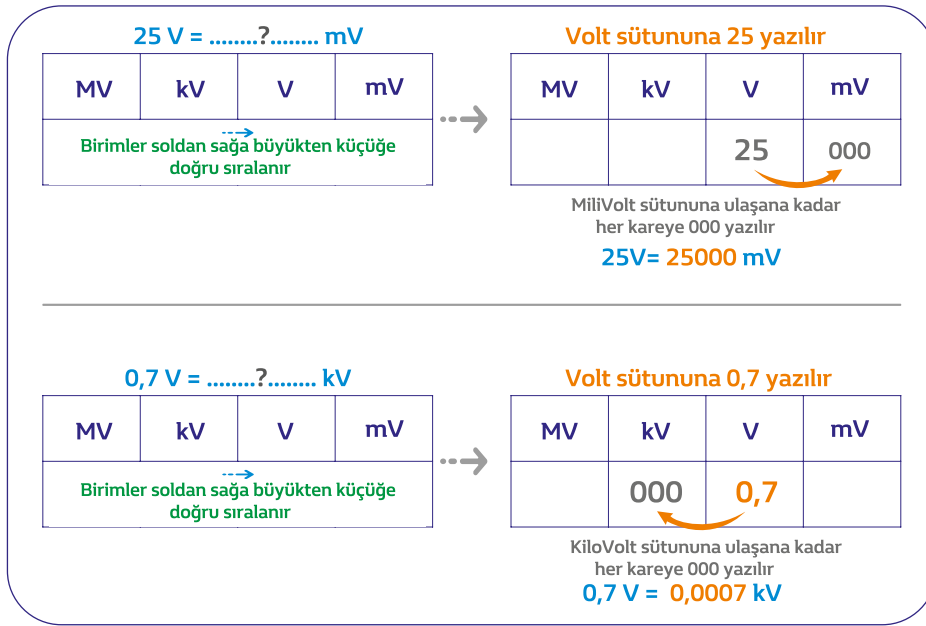 25 V = ........?........ mV
MV kV V mV
Birimler soldan sağa büyükten küçüğe
doğru sıralanır
Volt sütununa 25 yazılır
MV kV V mV
25 000
MiliVolt sütununa ulaşana kadar
her kareye 000 yazılır
25V= 25000 mV
0,7 V = ........?........ kV
MV kV V mV
Birimler soldan sağa büyükten küçüğe
doğru sıralanır
Volt sütununa 0,7 yazılır
MV kV V mV
000 0,7
KiloVolt sütununa ulaşana kadar
her kareye 000 yazılır
0,7 V = 0,0007 kV